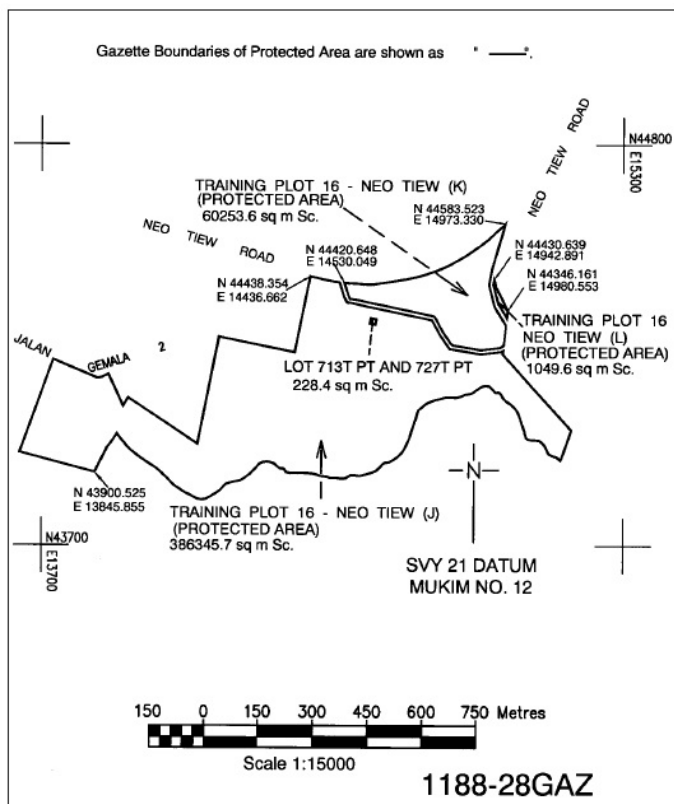 Gazette Boundaries of Protected Area are shown as " ——— ".
N44800
E15300
NEO TIEW ROAD
TRAINING PLOT 16 - NEO TIEW (K)
(PROTECTED AREA)
60253.6 sq m Sc.
N 44583.523
E 14973.330
NEO TIEW ROAD
N 44420.648
E 14530.049
N 44430.639
E 14942.891
N 44438.354
E 14436.662
N 44346.161
E 14980.553
TRAINING PLOT 16
NEO TIEW (L)
(PROTECTED AREA)
1049.6 sq m Sc.
JALAN GEMALA 2
LOT 713T PT AND 727T PT
228.4 sq m Sc.
N
N 43900.525
E 13845.855
TRAINING PLOT 16 - NEO TIEW (J)
(PROTECTED AREA)
386345.7 sq m Sc.
N43700
E13700
SVY 21 DATUM
MUKIM NO. 12
150 0 150 300 450 600 750 Metres
Scale 1:15000
1188-28GAZ